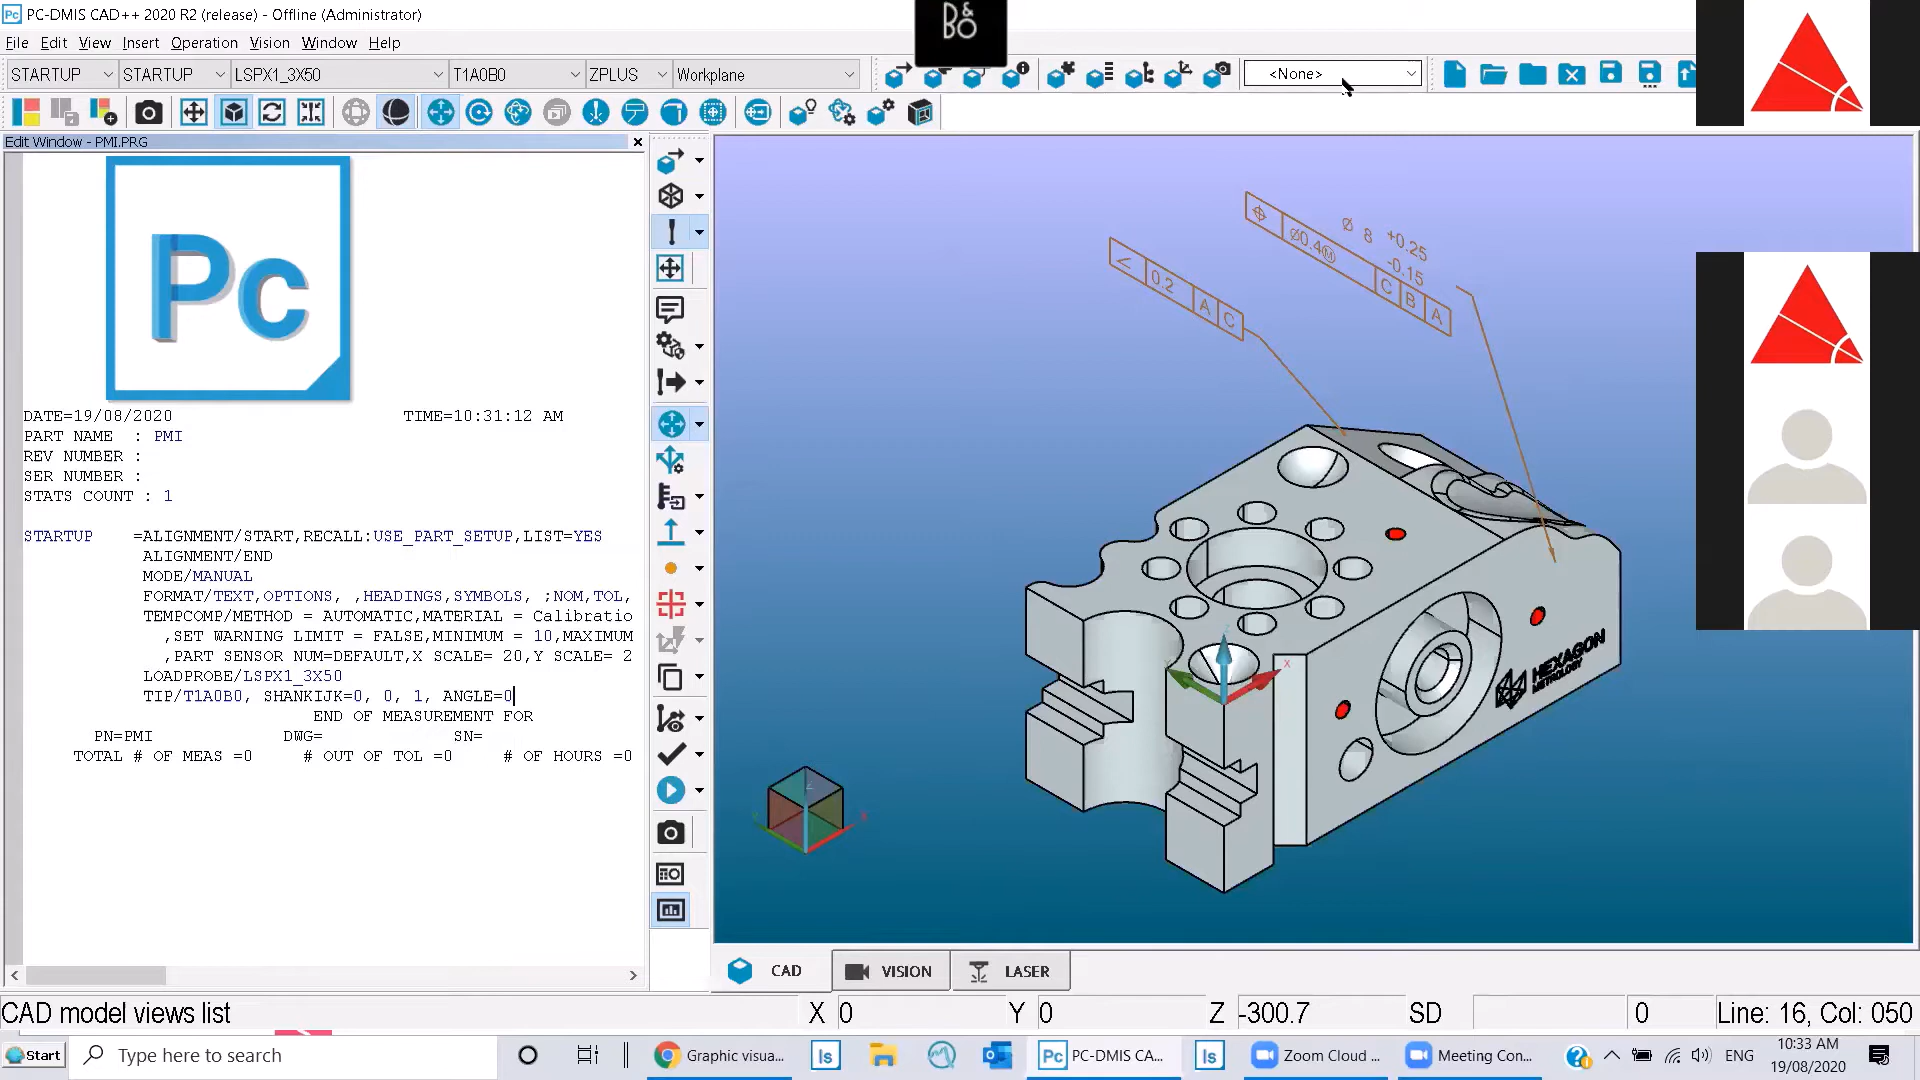 PC-DMIS CAD++ 2020 R2 (release) - Offline (Administrator)
B&O
File Edit View Insert Operation Vision Window Help
STARTUP STARTUP LSPX1_3X50 T1A0B0 ZPLUS Workplane <None>
Edit Window - PMI.PRG
Pc
DATE=19/08/2020 TIME=10:31:12 AM
PART NAME : PMI
REV NUMBER :
SER NUMBER :
STATS COUNT : 1
STARTUP =ALIGNMENT/START,RECALL:USE_PART_SETUP,LIST=YES
ALIGNMENT/END
MODE/MANUAL
FORMAT/TEXT,OPTIONS, ,HEADINGS,SYMBOLS, ;NOM,TOL,
TEMPCOMP/METHOD = AUTOMATIC,MATERIAL = Calibratio
,SET WARNING LIMIT = FALSE,MINIMUM = 10,MAXIMUM
,PART SENSOR NUM=DEFAULT,X SCALE= 20,Y SCALE= 2
LOADPROBE/LSPX1_3X50
TIP/T1A0B0, SHANKIJK=0, 0, 1, ANGLE=0
END OF MEASUREMENT FOR
PN=PMI DWG= SN=
TOTAL # OF MEAS =0 # OUT OF TOL =0 # OF HOURS =0
∠ 0.2 A C
⌀ 8 +0.25 -0.15
⌖ ⌀0.4Ⓜ C B A
X
HEXAGON
METROLOGY
CAD VISION LASER
CAD model views list X 0 Y 0 Z -300.7 SD 0 Line: 16, Col: 050
Start Type here to search Graphic visua... Is Pc PC-DMIS CA... Is Zoom Cloud ... Meeting Con... ENG 10:33 AM
19/08/2020